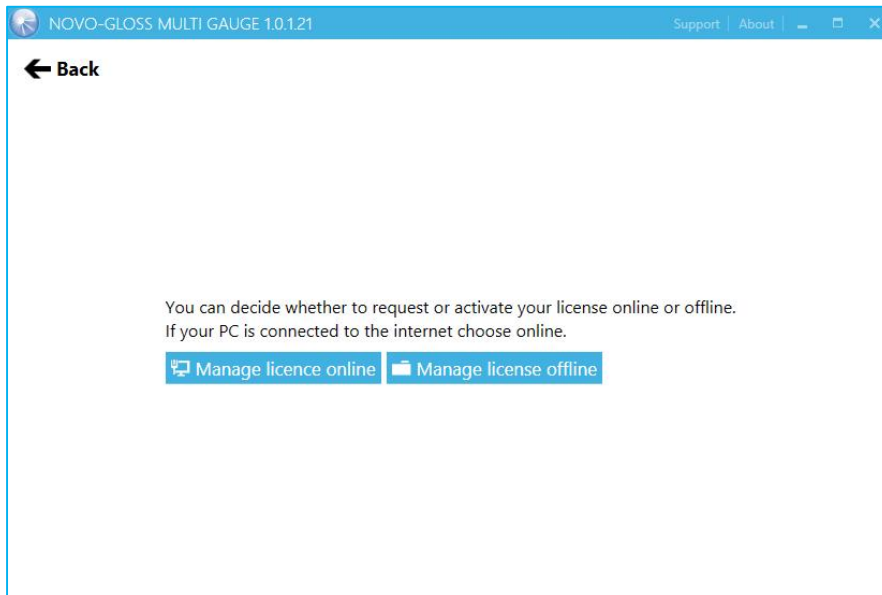 NOVO-GLOSS MULTI GAUGE 1.0.1.21
Support | About
Back
You can decide whether to request or activate your license online or offline.
If your PC is connected to the internet choose online.
Manage licence online
Manage license offline